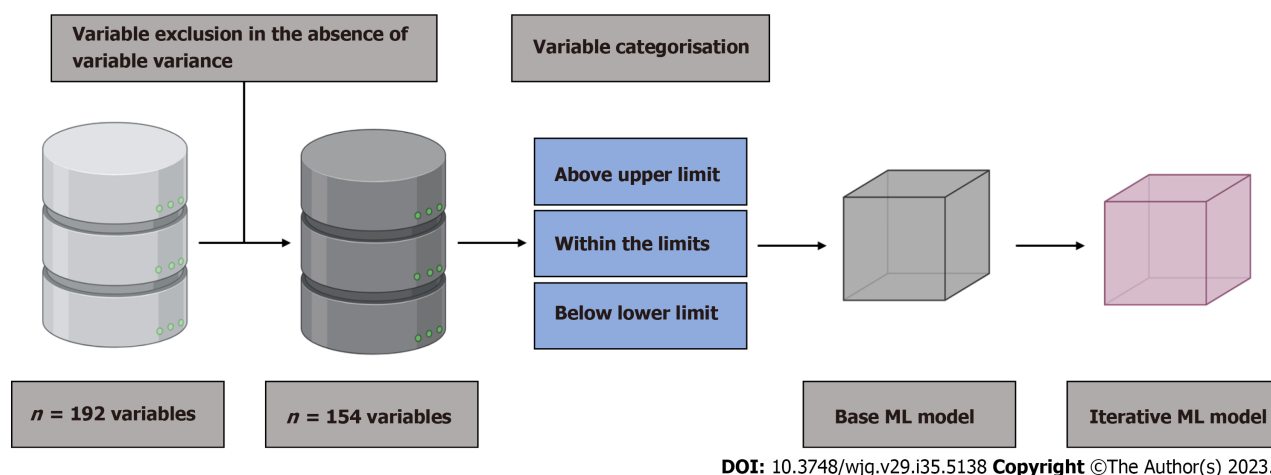 Variable exclusion in the absence of
variable variance
Variable categorisation
Above upper limit
Within the limits
Below lower limit
n = 192 variables
n = 154 variables
Base ML model
Iterative ML model
DOI: 10.3748/wjg.v29.i35.5138 Copyright ©The Author(s) 2023.